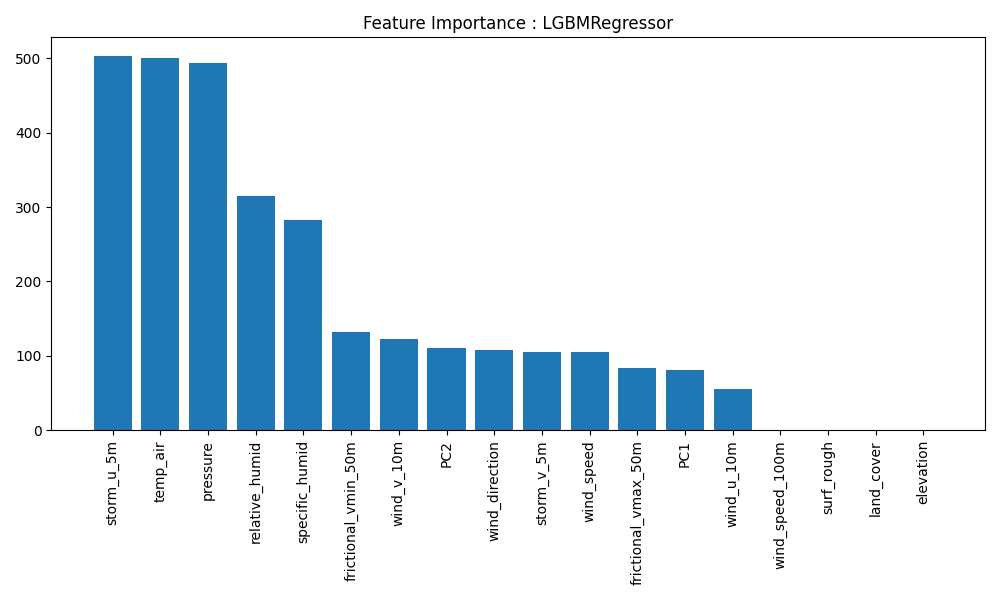 Feature Importance : LGBMRegressor
500
400
300
200
100
0
storm_u_5m
temp_air
pressure
relative_humid
specific_humid
frictional_vmin_50m
wind_v_10m
PC2
wind_direction
storm_v_5m
wind_speed
frictional_vmax_50m
PC1
wind_u_10m
wind_speed_100m
surf_rough
land_cover
elevation